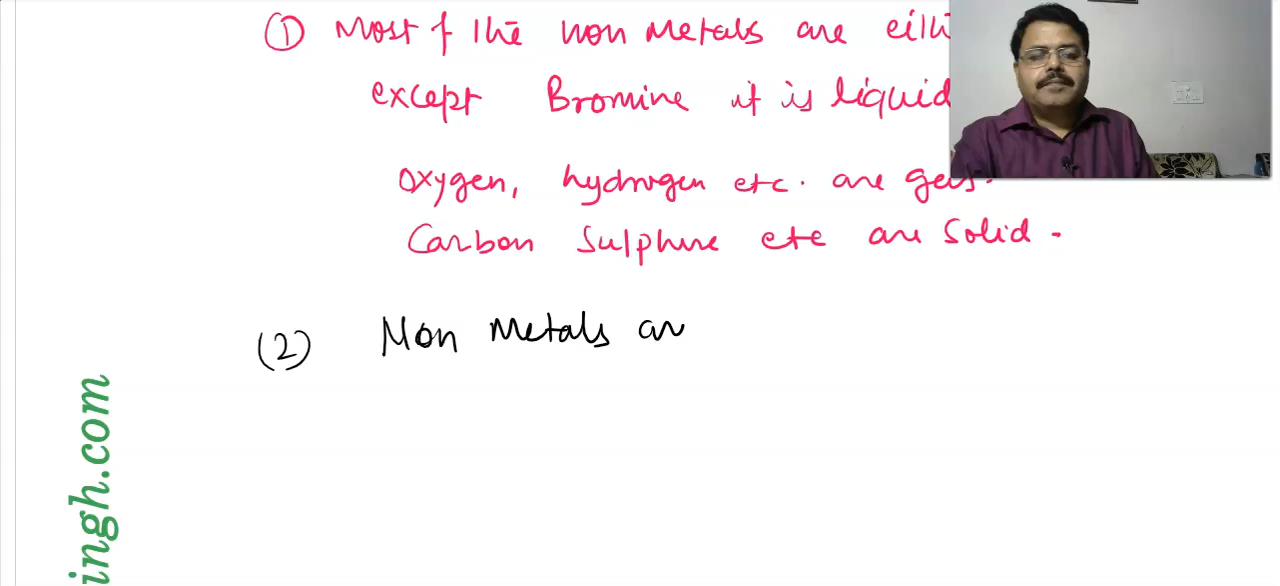 ① Most of the non metals are eith
except Bromine it is liquid
Oxygen, hydrogen etc. are gas.
Carbon Sulphure etc are Solid.
(2) Non Metals ar
ingh.com